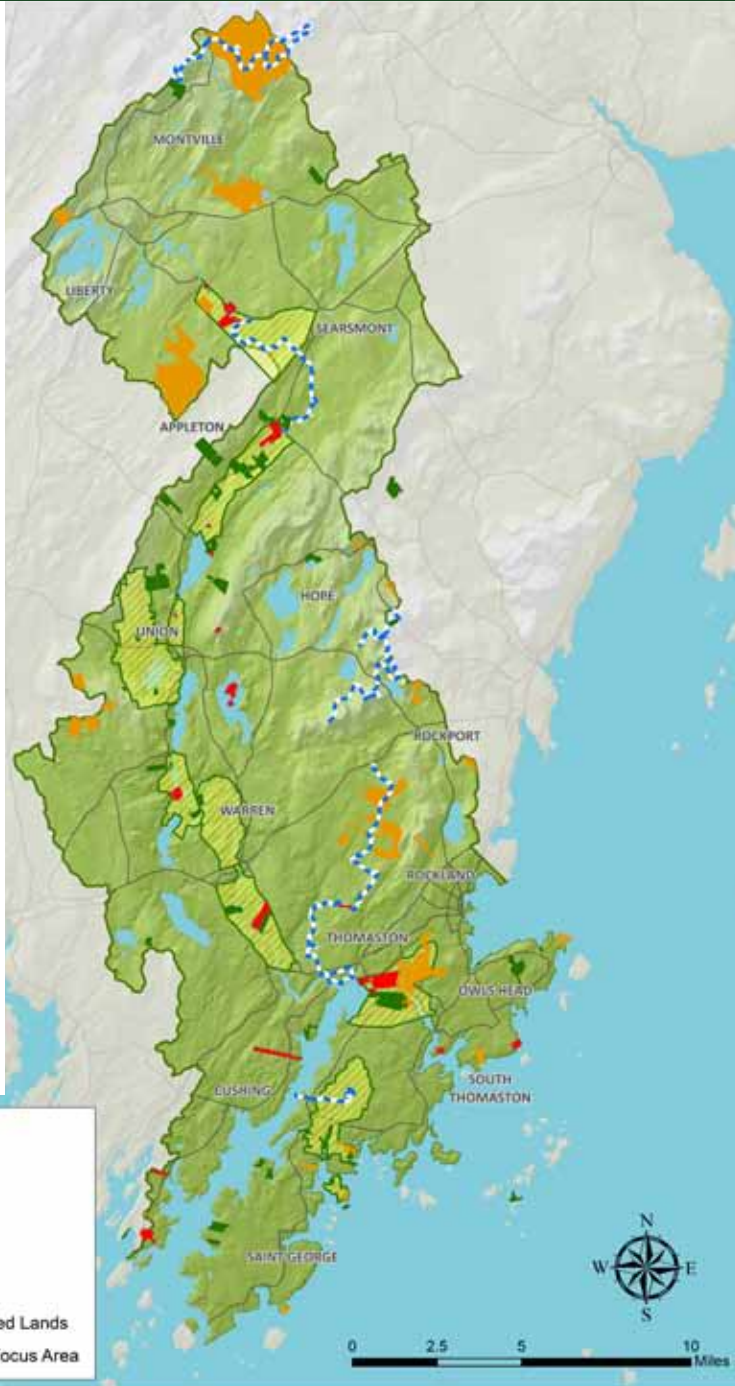 MONTVILLE
LIBERTY
SEARSMONT
APPLETON
HOPE
UNION
ROCKPORT
WARREN
ROCKLAND
THOMASTON
OWLS HEAD
SOUTH
THOMASTON
CUSHING
SAINT GEORGE
N
W E
S
ed Lands
ocus Area
0 2.5 5 10
Miles